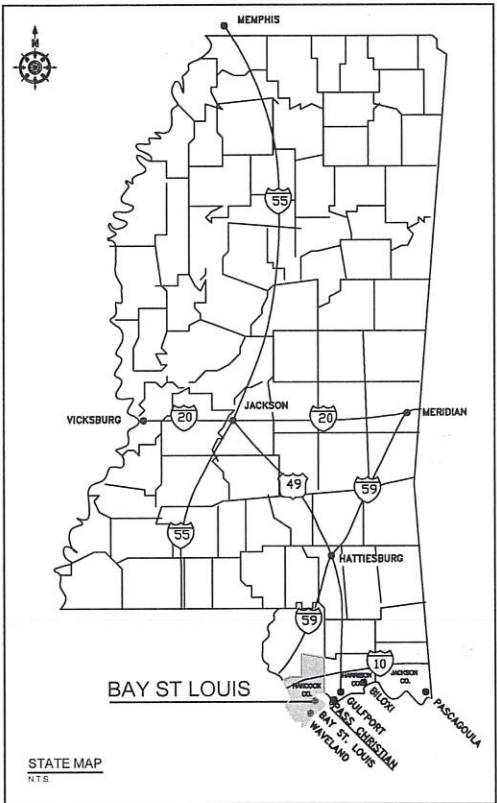 MEMPHIS
N
55
VICKSBURG
20
JACKSON
20
MERIDIAN
49
59
55
HATTIESBURG
59
10
HANCOCK
CO.
HARRISON
CO.
JACKSON
CO.
BAY ST LOUIS
BILOXI
GULFPORT
PASS CHRISTIAN
BAY ST. LOUIS
WAVELAND
PASCAGOULA
STATE MAP
N.T.S.